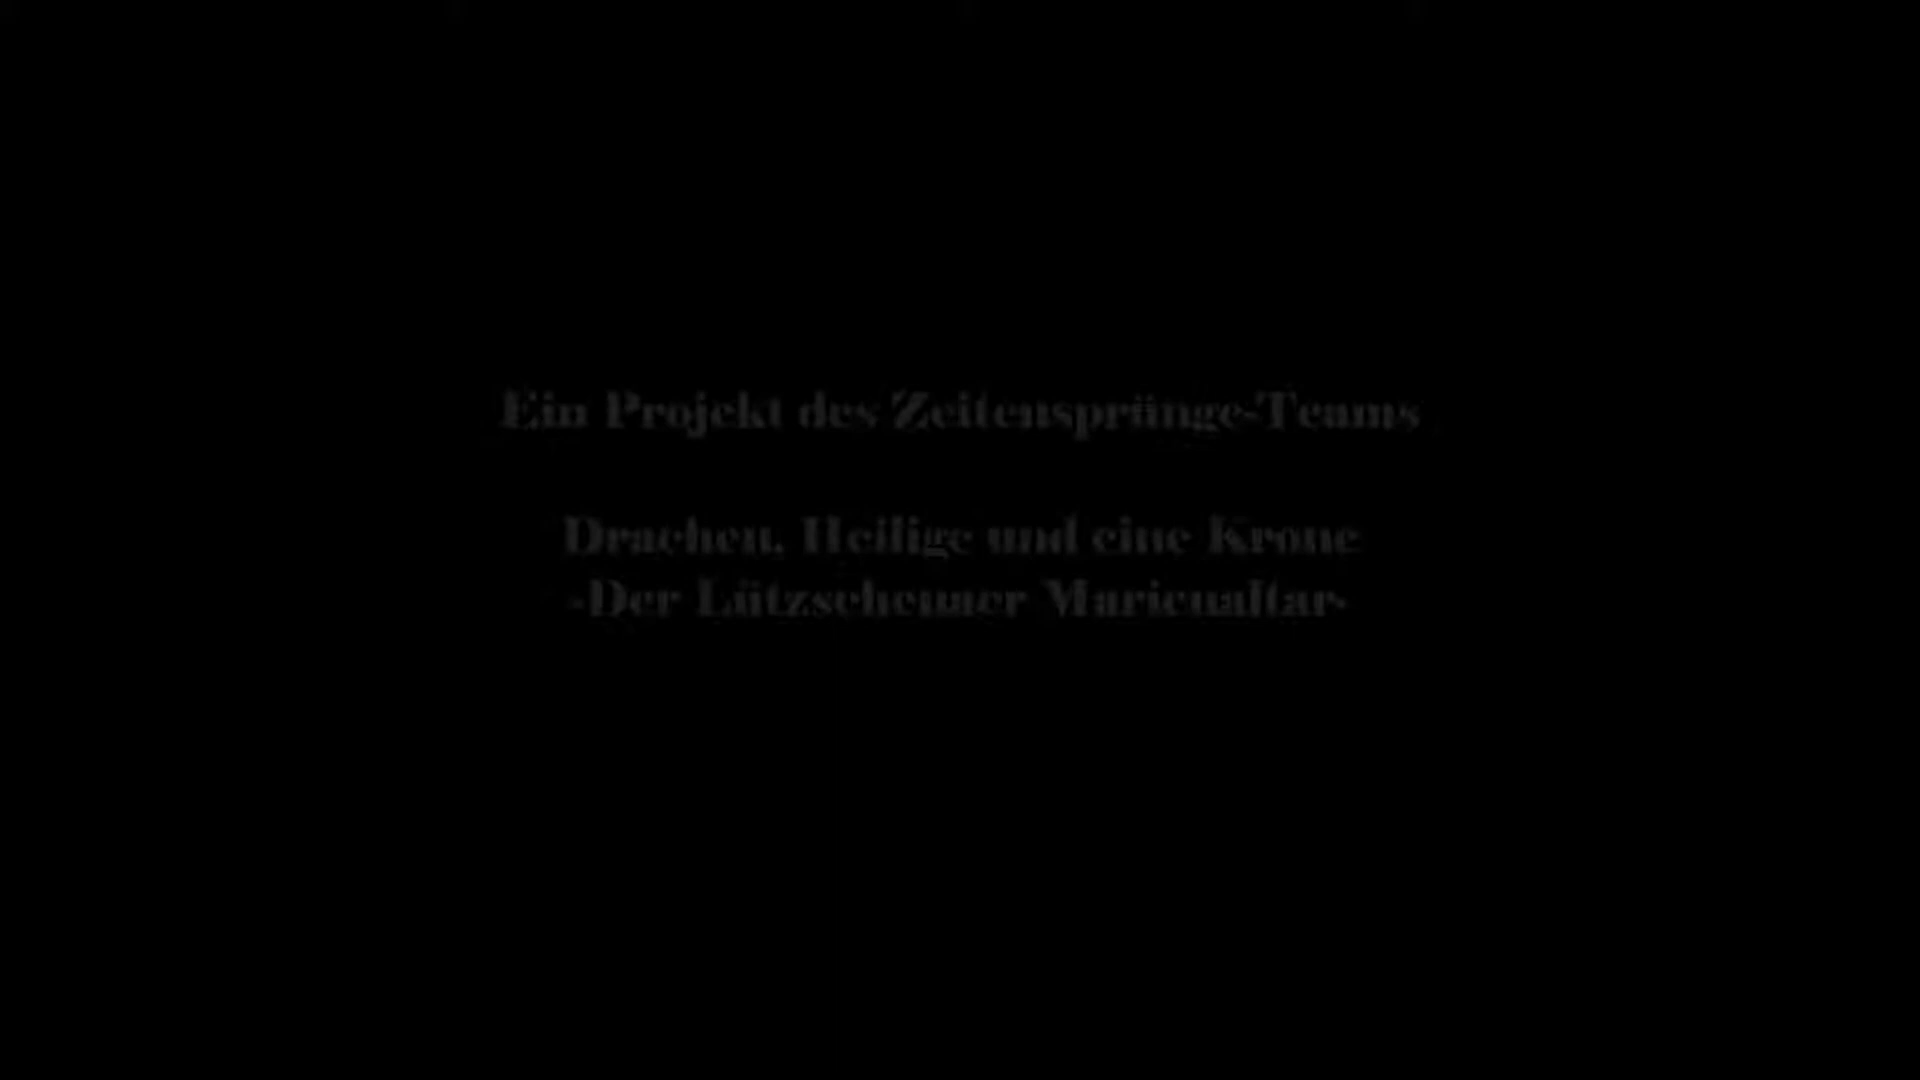 Ein Projekt des Zeitensprünge-Teams
Drachen, Heilige und eine Krone
-Der Lützschenaer Marienaltar-